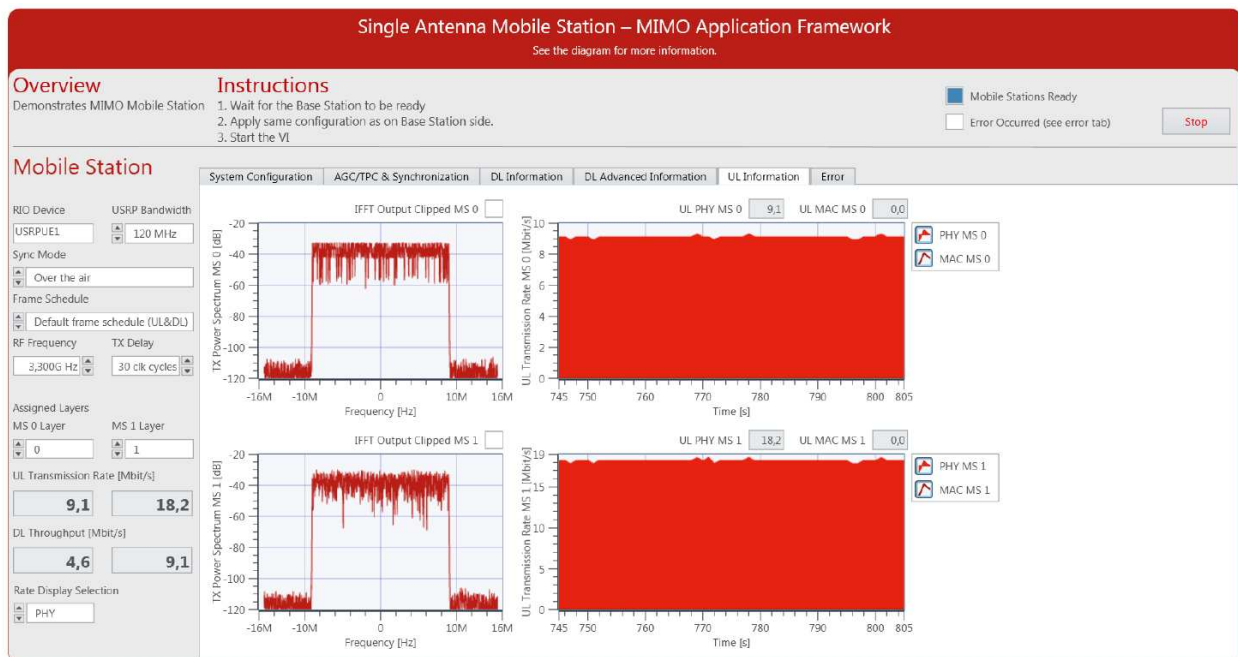 Single Antenna Mobile Station – MIMO Application Framework
See the diagram for more information.
Overview
Demonstrates MIMO Mobile Station
Instructions
1. Wait for the Base Station to be ready
2. Apply same configuration as on Base Station side.
3. Start the VI
Mobile Stations Ready
Error Occurred (see error tab)
Stop
Mobile Station
RIO Device USRP Bandwidth
USRPUE1 120 MHz
Sync Mode
Over the air
Frame Schedule
Default frame schedule (UL&DL)
RF Frequency TX Delay
3,300G Hz 30 clk cycles
Assigned Layers
MS 0 Layer MS 1 Layer
0 1
UL Transmission Rate [Mbit/s]
9,1 18,2
DL Throughput [Mbit/s]
4,6 9,1
Rate Display Selection
PHY
System Configuration AGC/TPC & Synchronization DL Information DL Advanced Information UL Information Error
IFFT Output Clipped MS 0
TX Power Spectrum MS 0 [dB]
-20
-40
-60
-80
-100
-120
-16M -10M 0 10M 16M
Frequency [Hz]
UL PHY MS 0 9,1 UL MAC MS 0 0,0
UL Transmission Rate MS 0 [Mbit/s]
10
8
6
4
2
0
745 750 760 770 780 790 800 805
Time [s]
PHY MS 0
MAC MS 0
IFFT Output Clipped MS 1
TX Power Spectrum MS 1 [dB]
-20
-40
-60
-80
-100
-120
-16M -10M 0 10M 16M
Frequency [Hz]
UL PHY MS 1 18,2 UL MAC MS 1 0,0
UL Transmission Rate MS 1 [Mbit/s]
19
15
10
5
0
745 750 760 770 780 790 800 805
Time [s]
PHY MS 1
MAC MS 1